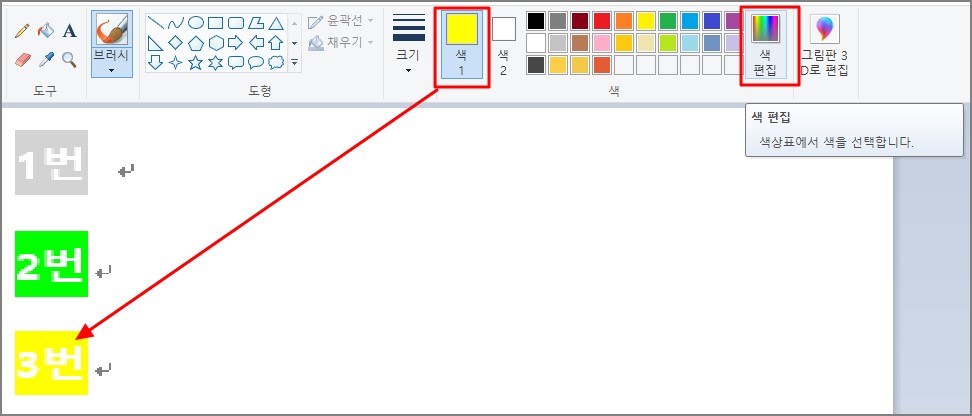 A
브러시
윤곽선
채우기
크기
색
1
색
2
색
편집
그림판 3
D로 편집
도구
도형
색
색 편집
색상표에서 색을 선택합니다.
1번
2번
3번